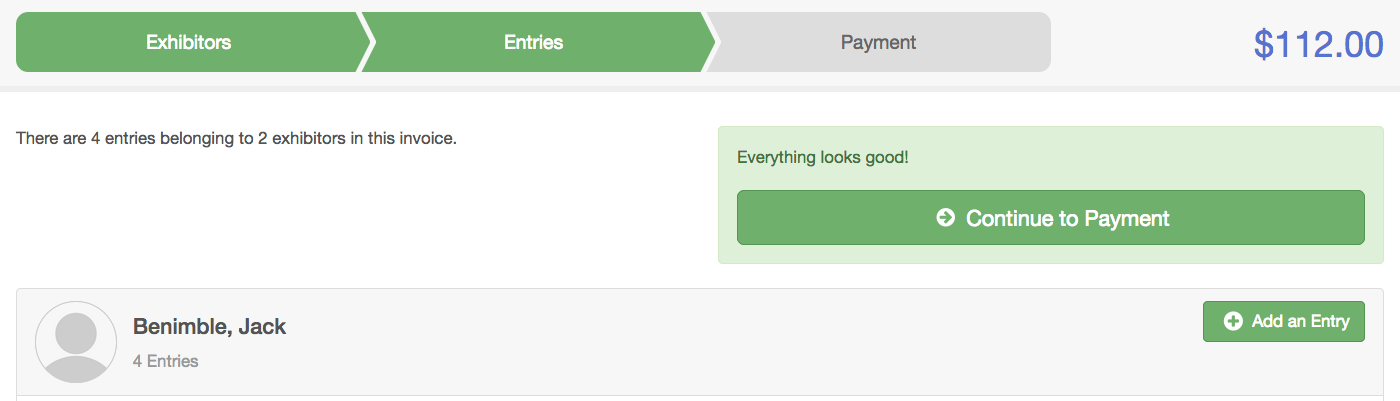 Exhibitors
Entries
Payment
$112.00
There are 4 entries belonging to 2 exhibitors in this invoice.
Everything looks good!
Continue to Payment
Benimble, Jack
4 Entries
Add an Entry